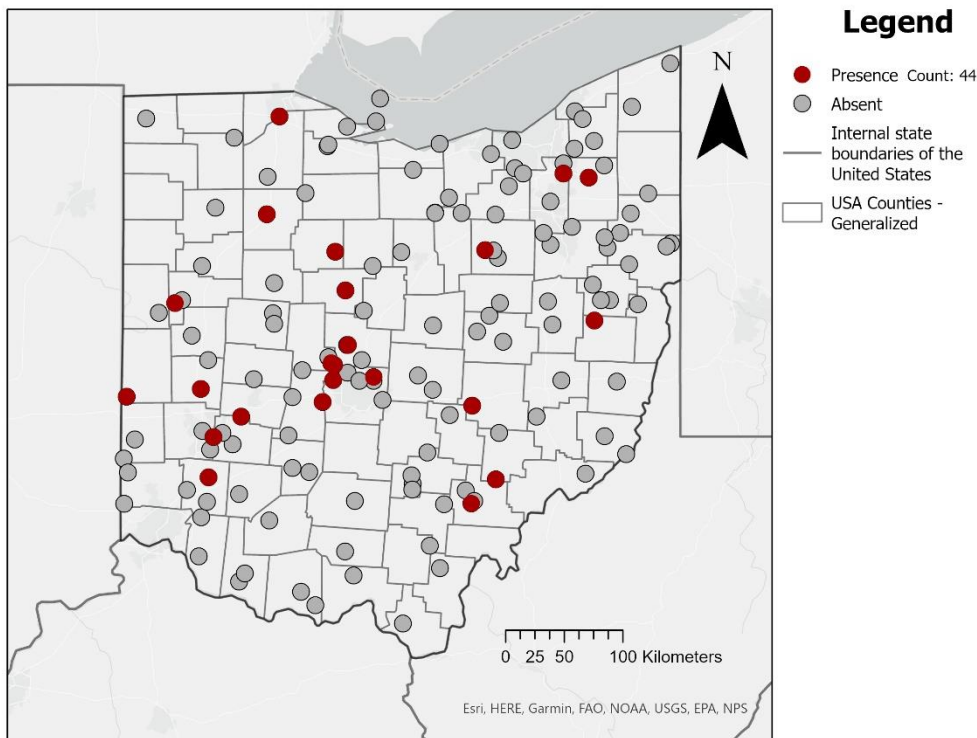 Legend
Presence Count: 44
Absent
Internal state
boundaries of the
United States
USA Counties -
Generalized
N
0 25 50 100 Kilometers
Esri, HERE, Garmin, FAO, NOAA, USGS, EPA, NPS